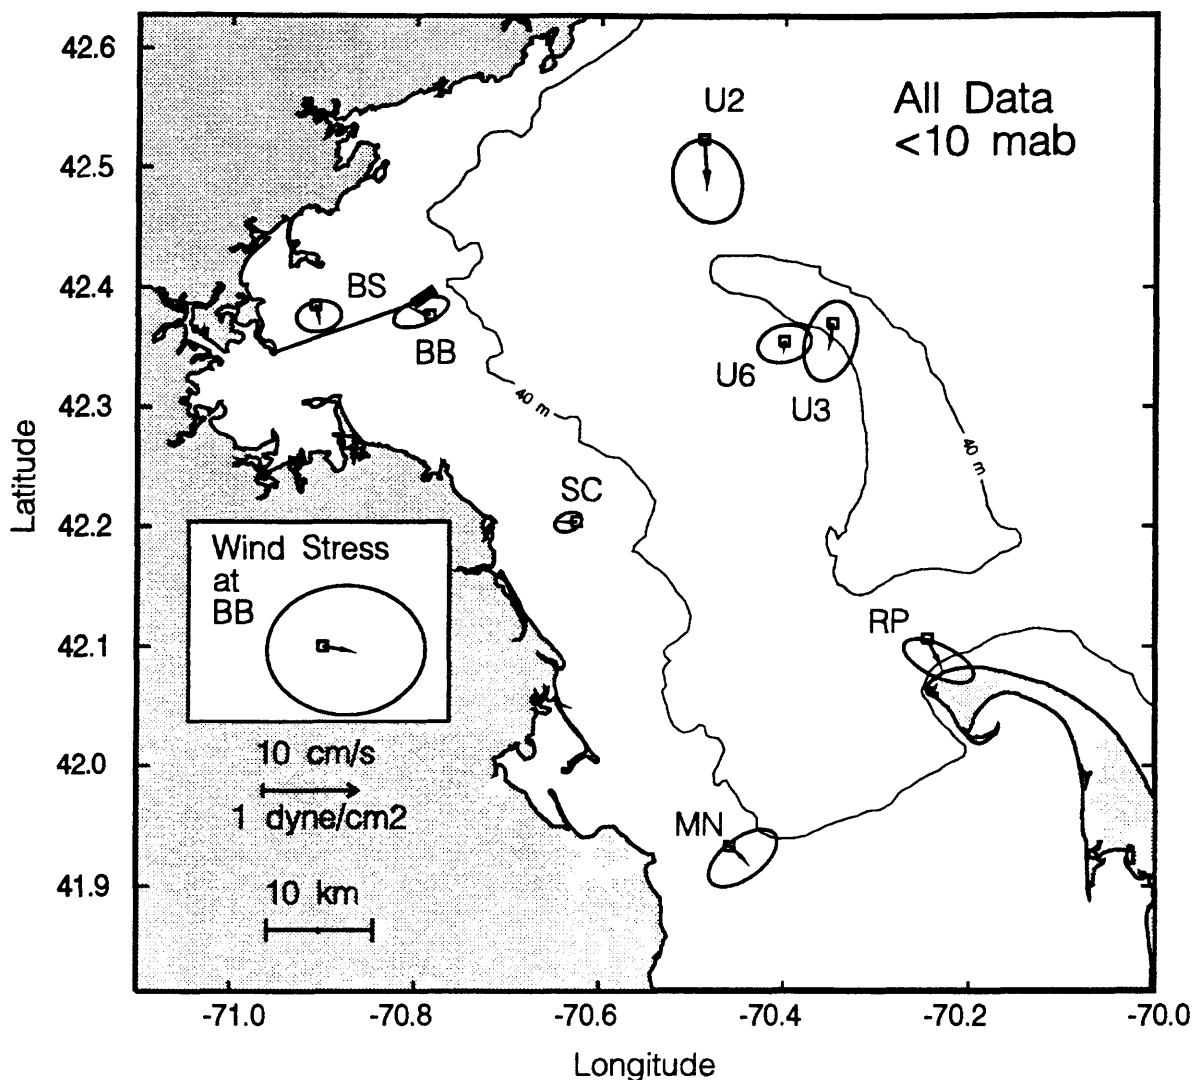 42.6
42.5
42.4
42.3
42.2
42.1
42.0
41.9
Latitude
All Data
<10 mab
U2
BS
BB
U6
U3
40 m
40 m
SC
RP
MN
Wind Stress
at
BB
10 cm/s
1 dyne/cm2
10 km
-71.0
-70.8
-70.6
-70.4
-70.2
-70.0
Longitude